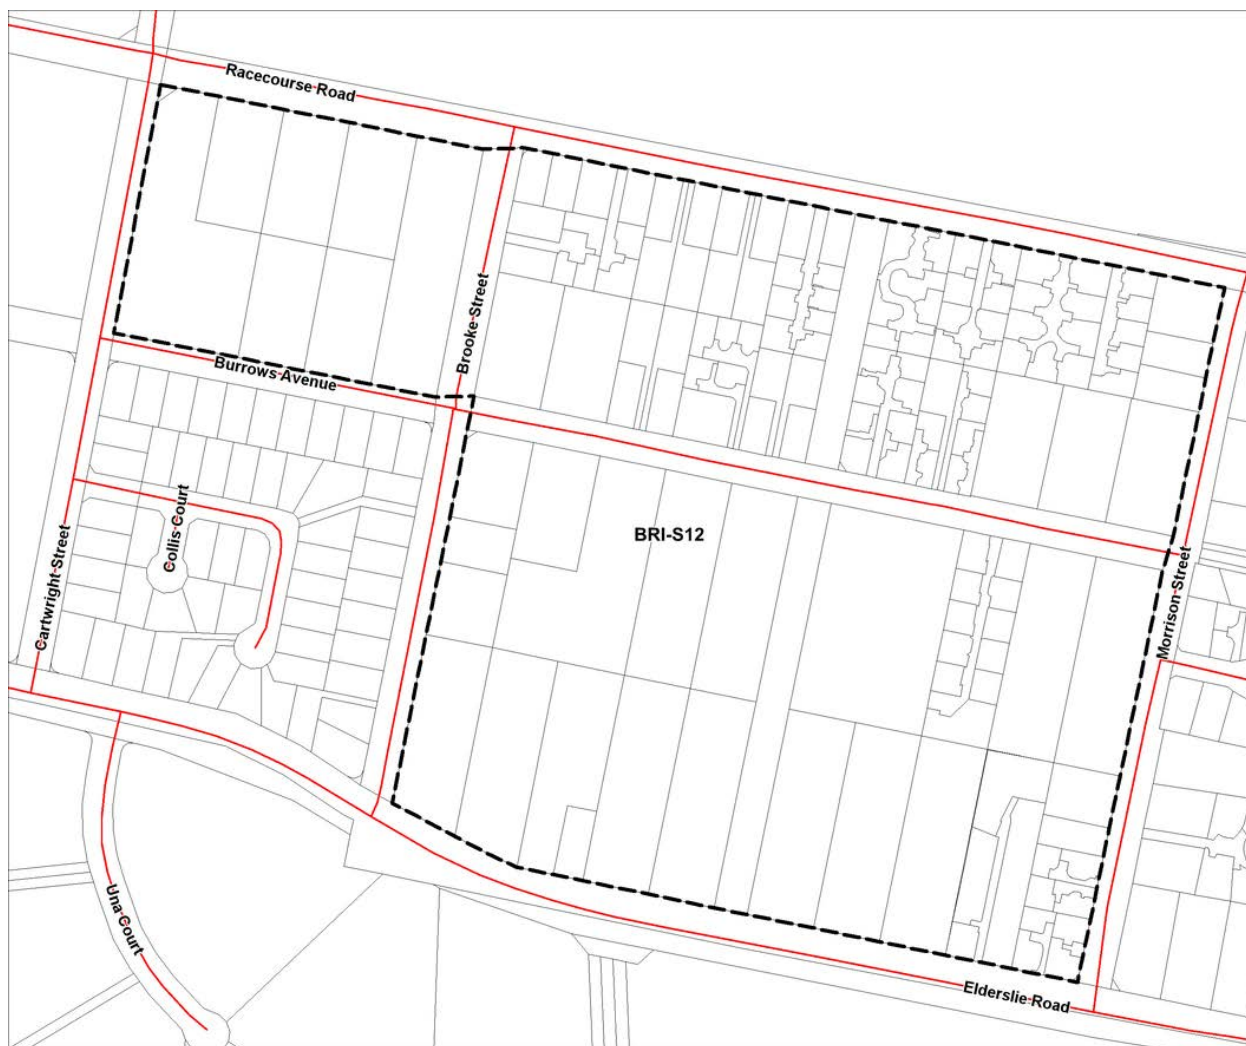 Racecourse Road
Brooke Street
Burrows Avenue
Collis Court
Cartwright Street
BRI-S12
Morrison Street
Una Court
Elderslie Road